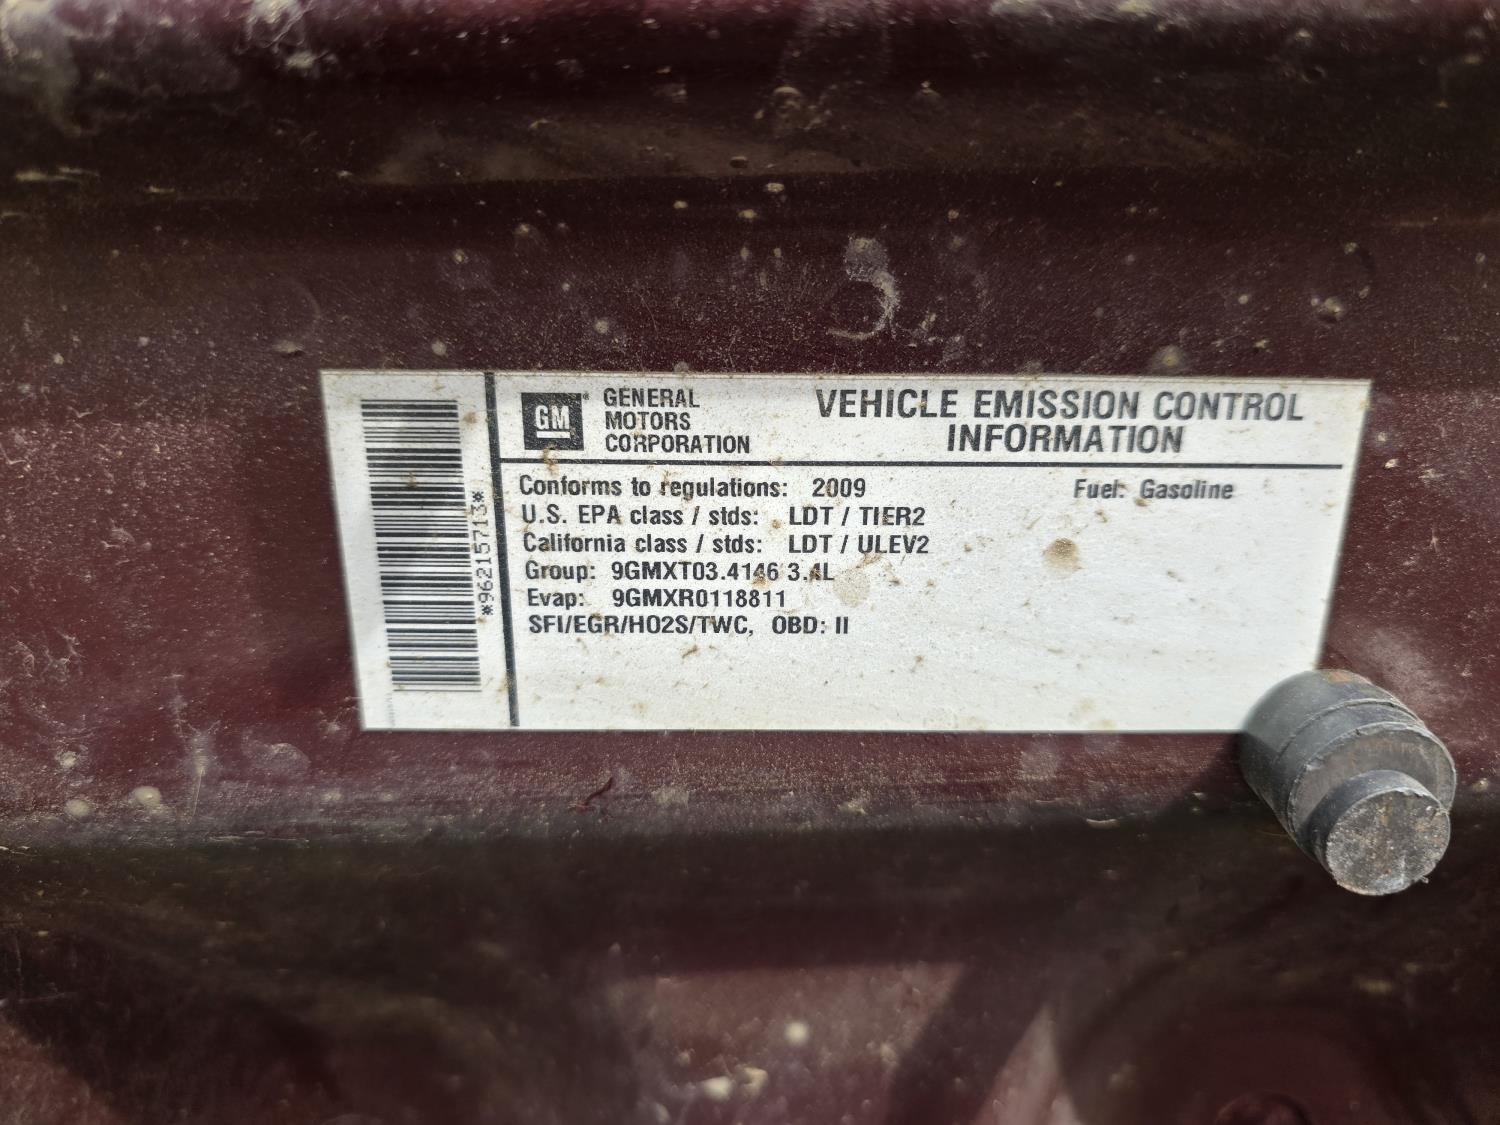 *96215713*
GM
GENERAL
MOTORS
CORPORATION
VEHICLE EMISSION CONTROL
INFORMATION
Conforms to regulations: 2009 Fuel: Gasoline
U.S. EPA class / stds: LDT / TIER2
California class / stds: LDT / ULEV2
Group: 9GMXT03.4146 3.4L
Evap: 9GMXR0118811
SFI/EGR/HO2S/TWC, OBD: II